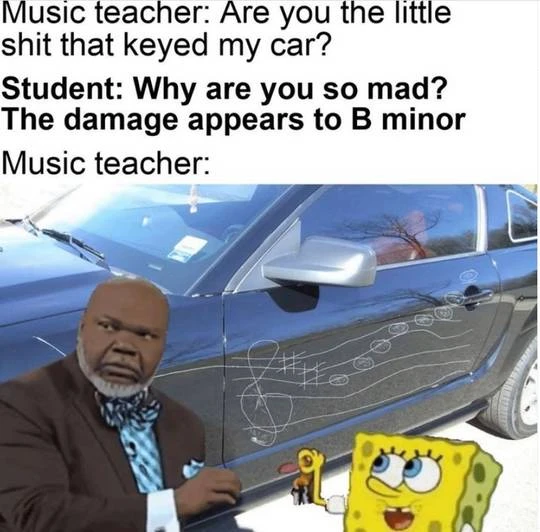 Music teacher: Are you the little
shit that keyed my car?
Student: Why are you so mad?
The damage appears to B minor
Music teacher: